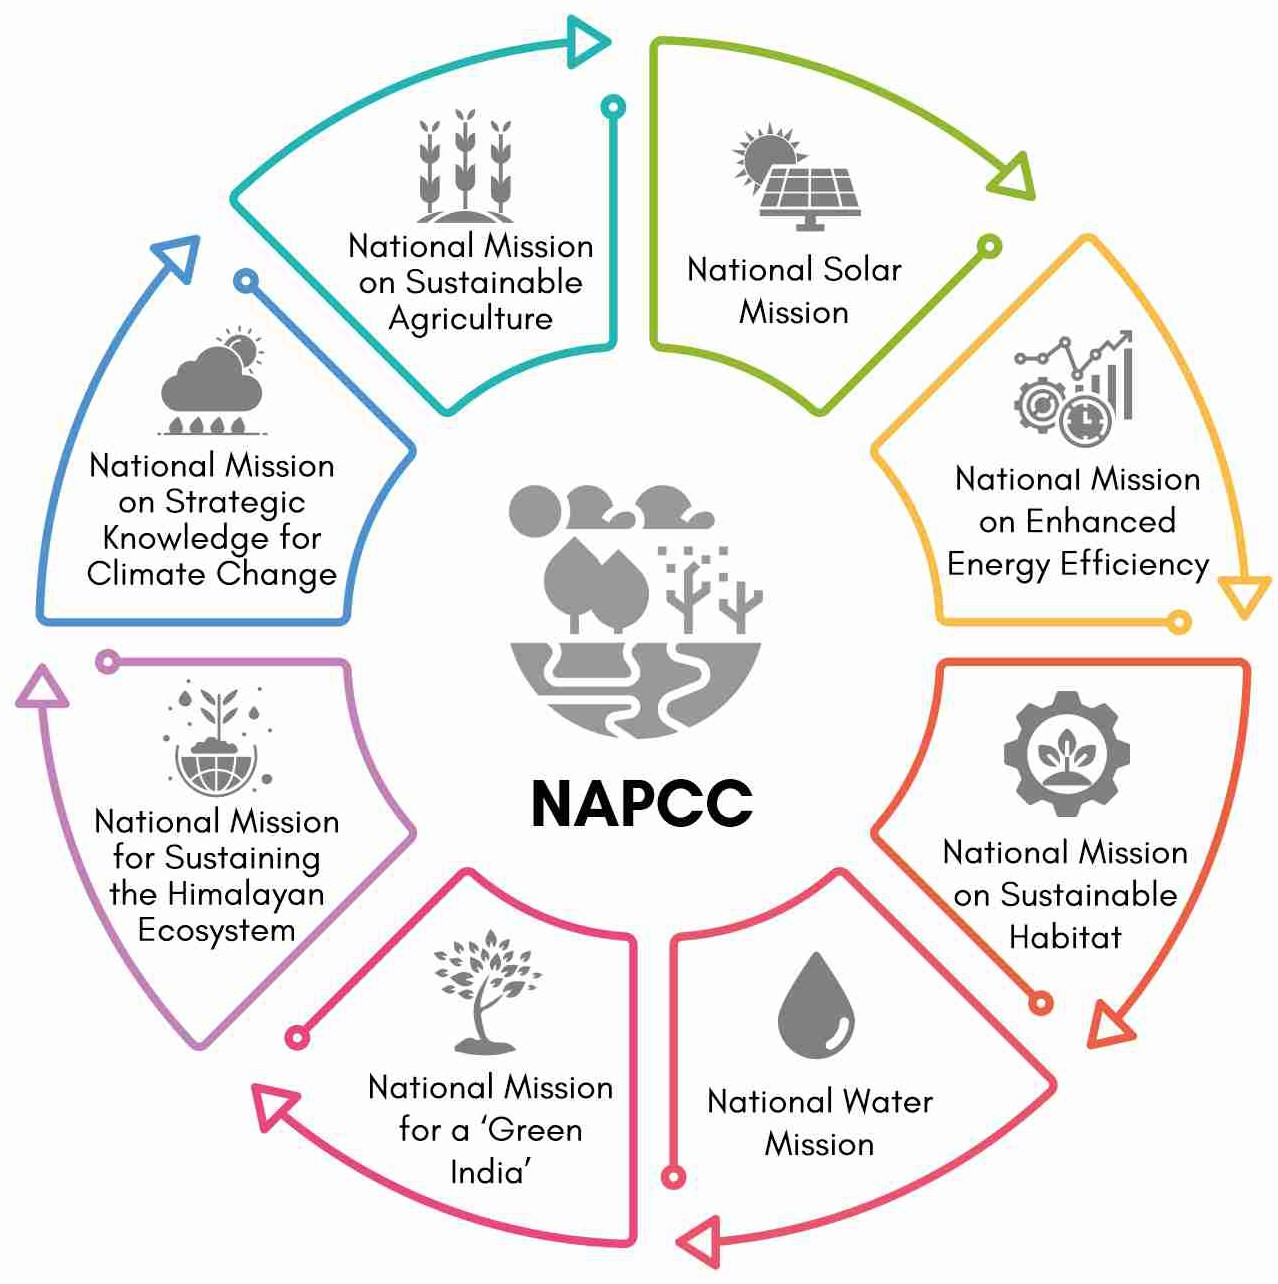 National Mission
on Sustainable
Agriculture
National Solar
Mission
National Mission
on Enhanced
Energy Efficiency
National Mission
on Sustainable
Habitat
National Water
Mission
National Mission
for a ‘Green
India’
National Mission
for Sustaining
the Himalayan
Ecosystem
National Mission
on Strategic
Knowledge for
Climate Change
NAPCC